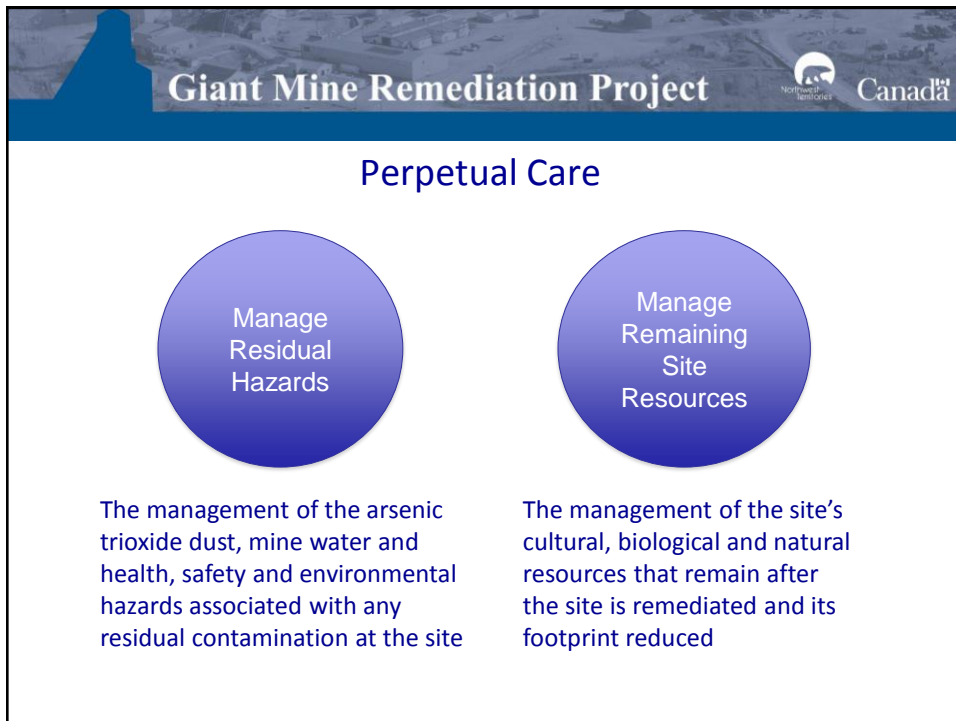 Giant Mine Remediation Project
Northwest
Territories
Canada
Perpetual Care
Manage
Residual
Hazards
Manage
Remaining
Site
Resources
The management of the arsenic
trioxide dust, mine water and
health, safety and environmental
hazards associated with any
residual contamination at the site
The management of the site’s
cultural, biological and natural
resources that remain after
the site is remediated and its
footprint reduced